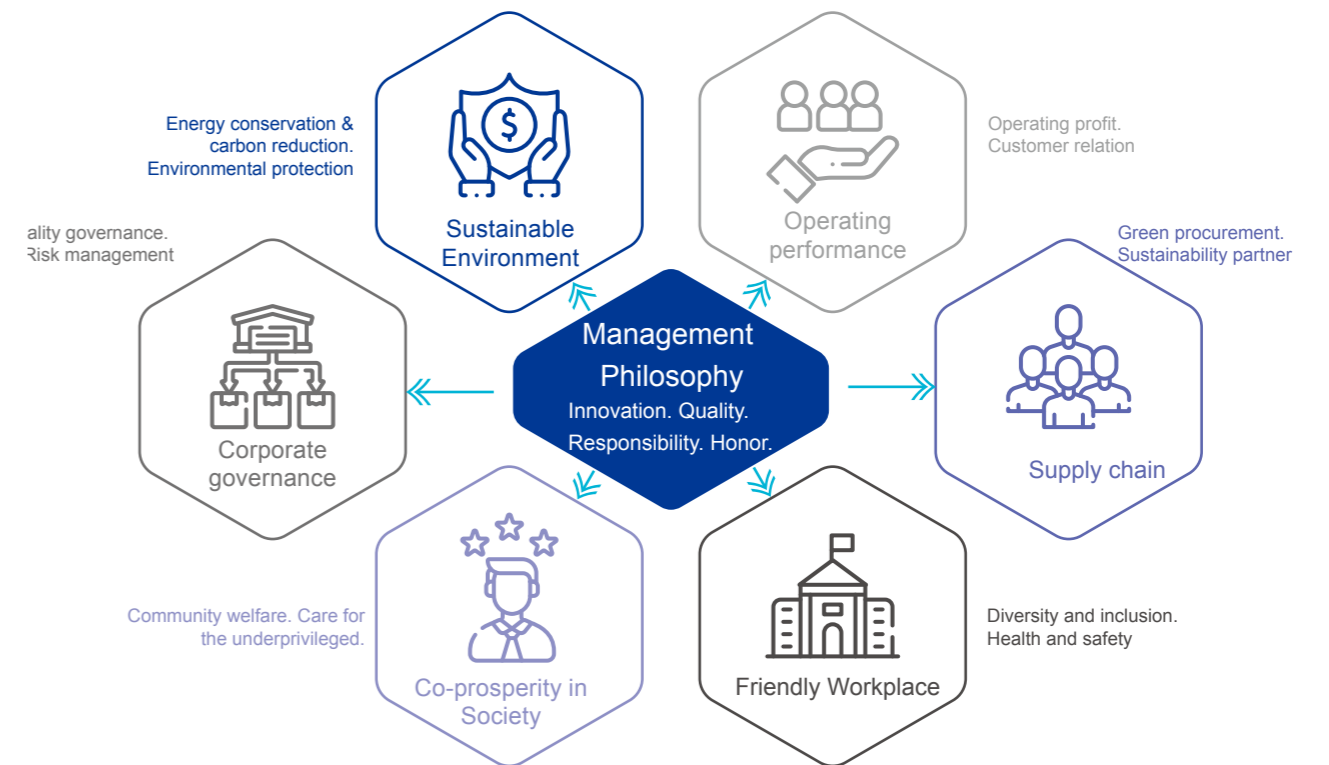 Energy conservation &
carbon reduction.
Environmental protection
Sustainable
Environment
Operating
performance
Operating profit.
Customer relation
governance.
Risk management
Corporate
governance
Management
Philosophy
Innovation. Quality.
Responsibility. Honor.
Green procurement.
Sustainability partner
Supply chain
Community welfare. Care for
the underprivileged.
Co-prosperity in
Society
Friendly Workplace
Diversity and inclusion.
Health and safety
$